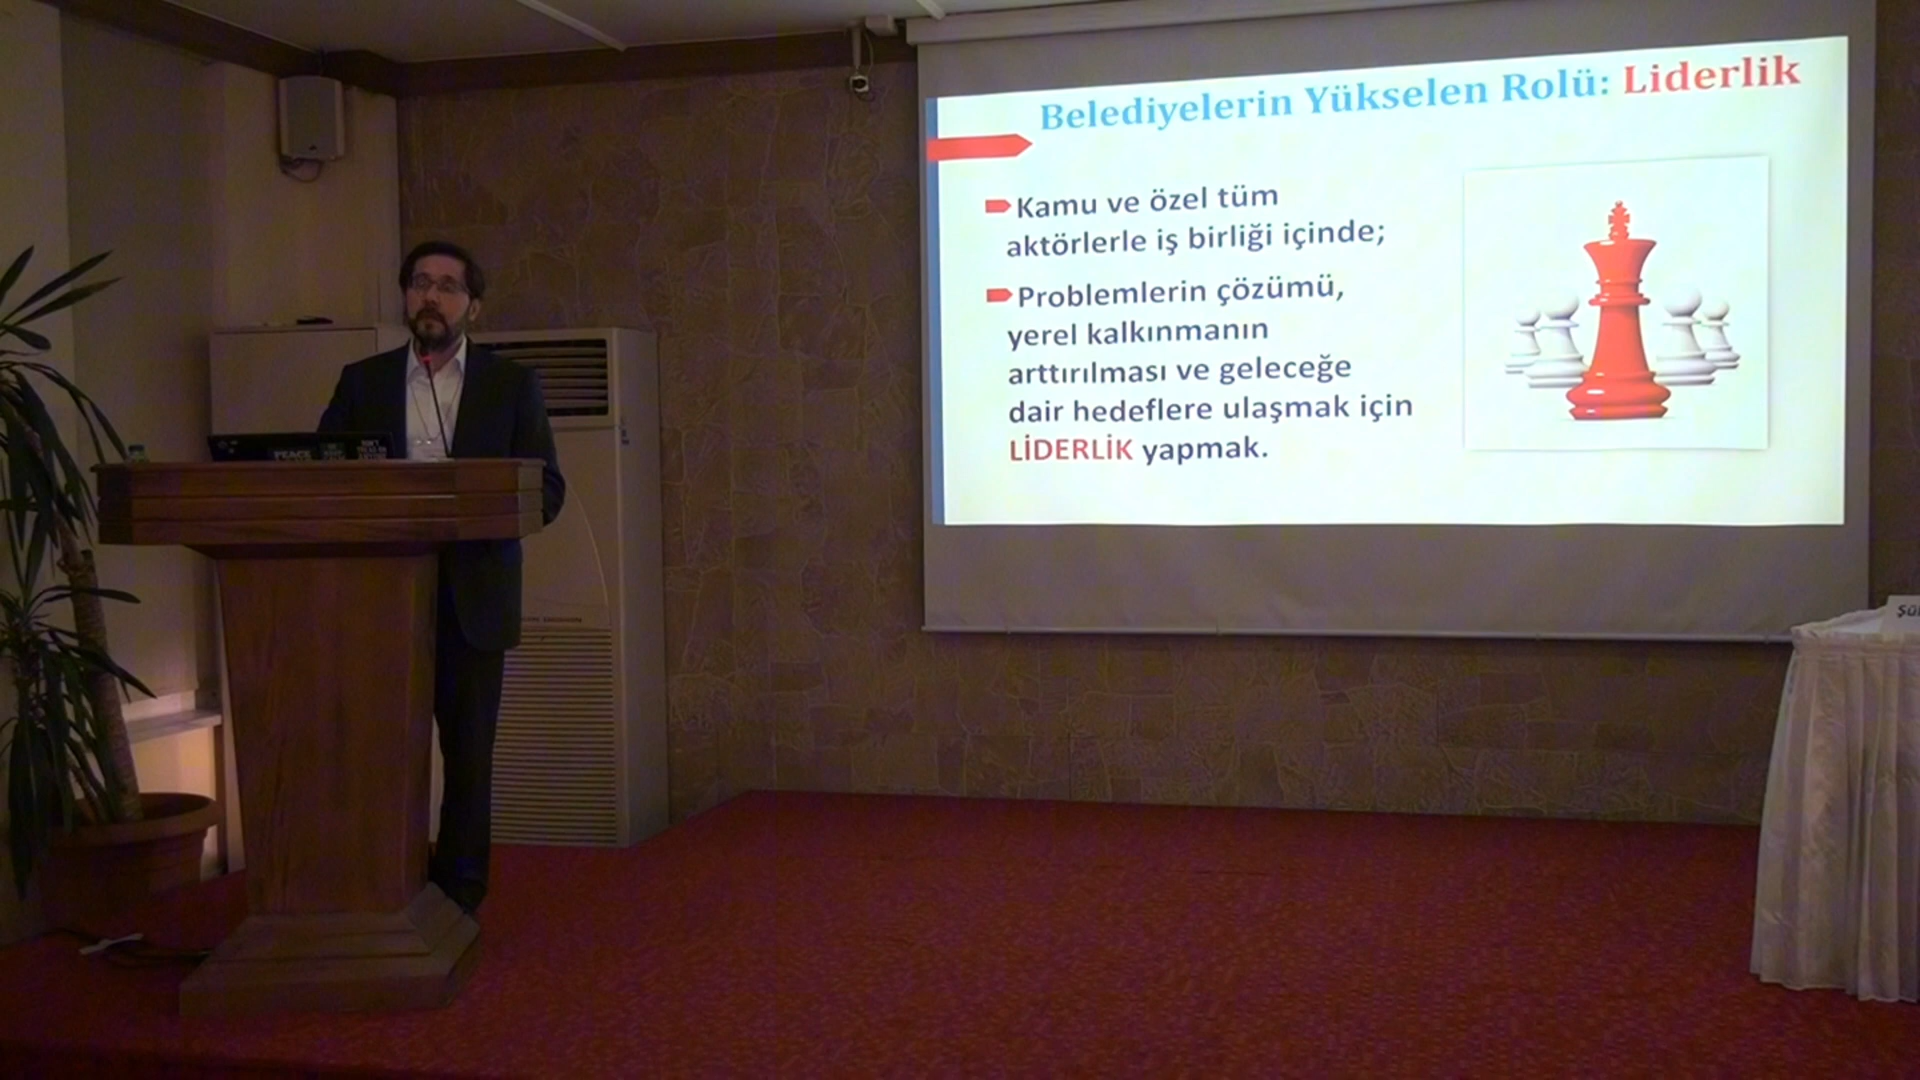 Belediyelerin Yükselen Rolü: Liderlik
Kamu ve özel tüm
aktörlerle iş birliği içinde;
Problemlerin çözümü,
yerel kalkınmanın
arttırılması ve geleceğe
dair hedeflere ulaşmak için
LİDERLİK yapmak.
PEACE